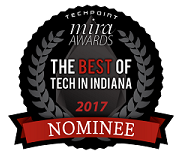 TECHPOINT
mira
AWARDS
THE BEST OF
TECH IN INDIANA
2017
NOMINEE